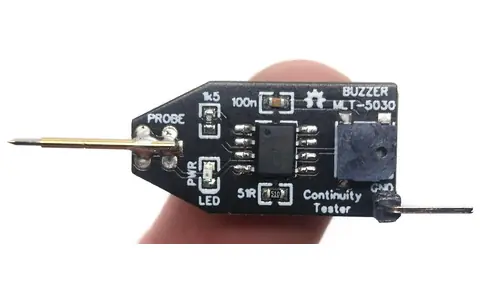 BUZZER
MLT-5030
1k5
100n
PROBE
PWR
LED
51R
GND
Continuity
Tester